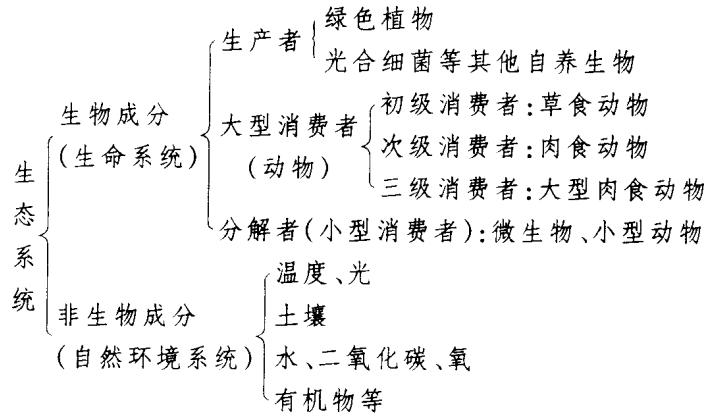 生态系统
生物成分
(生命系统)
生产者
绿色植物
光合细菌等其他自养生物
大型消费者
(动物)
初级消费者:草食动物
次级消费者:肉食动物
三级消费者:大型肉食动物
分解者(小型消费者):微生物、小型动物
非生物成分
(自然环境系统)
温度、光
土壤
水、二氧化碳、氧
有机物等